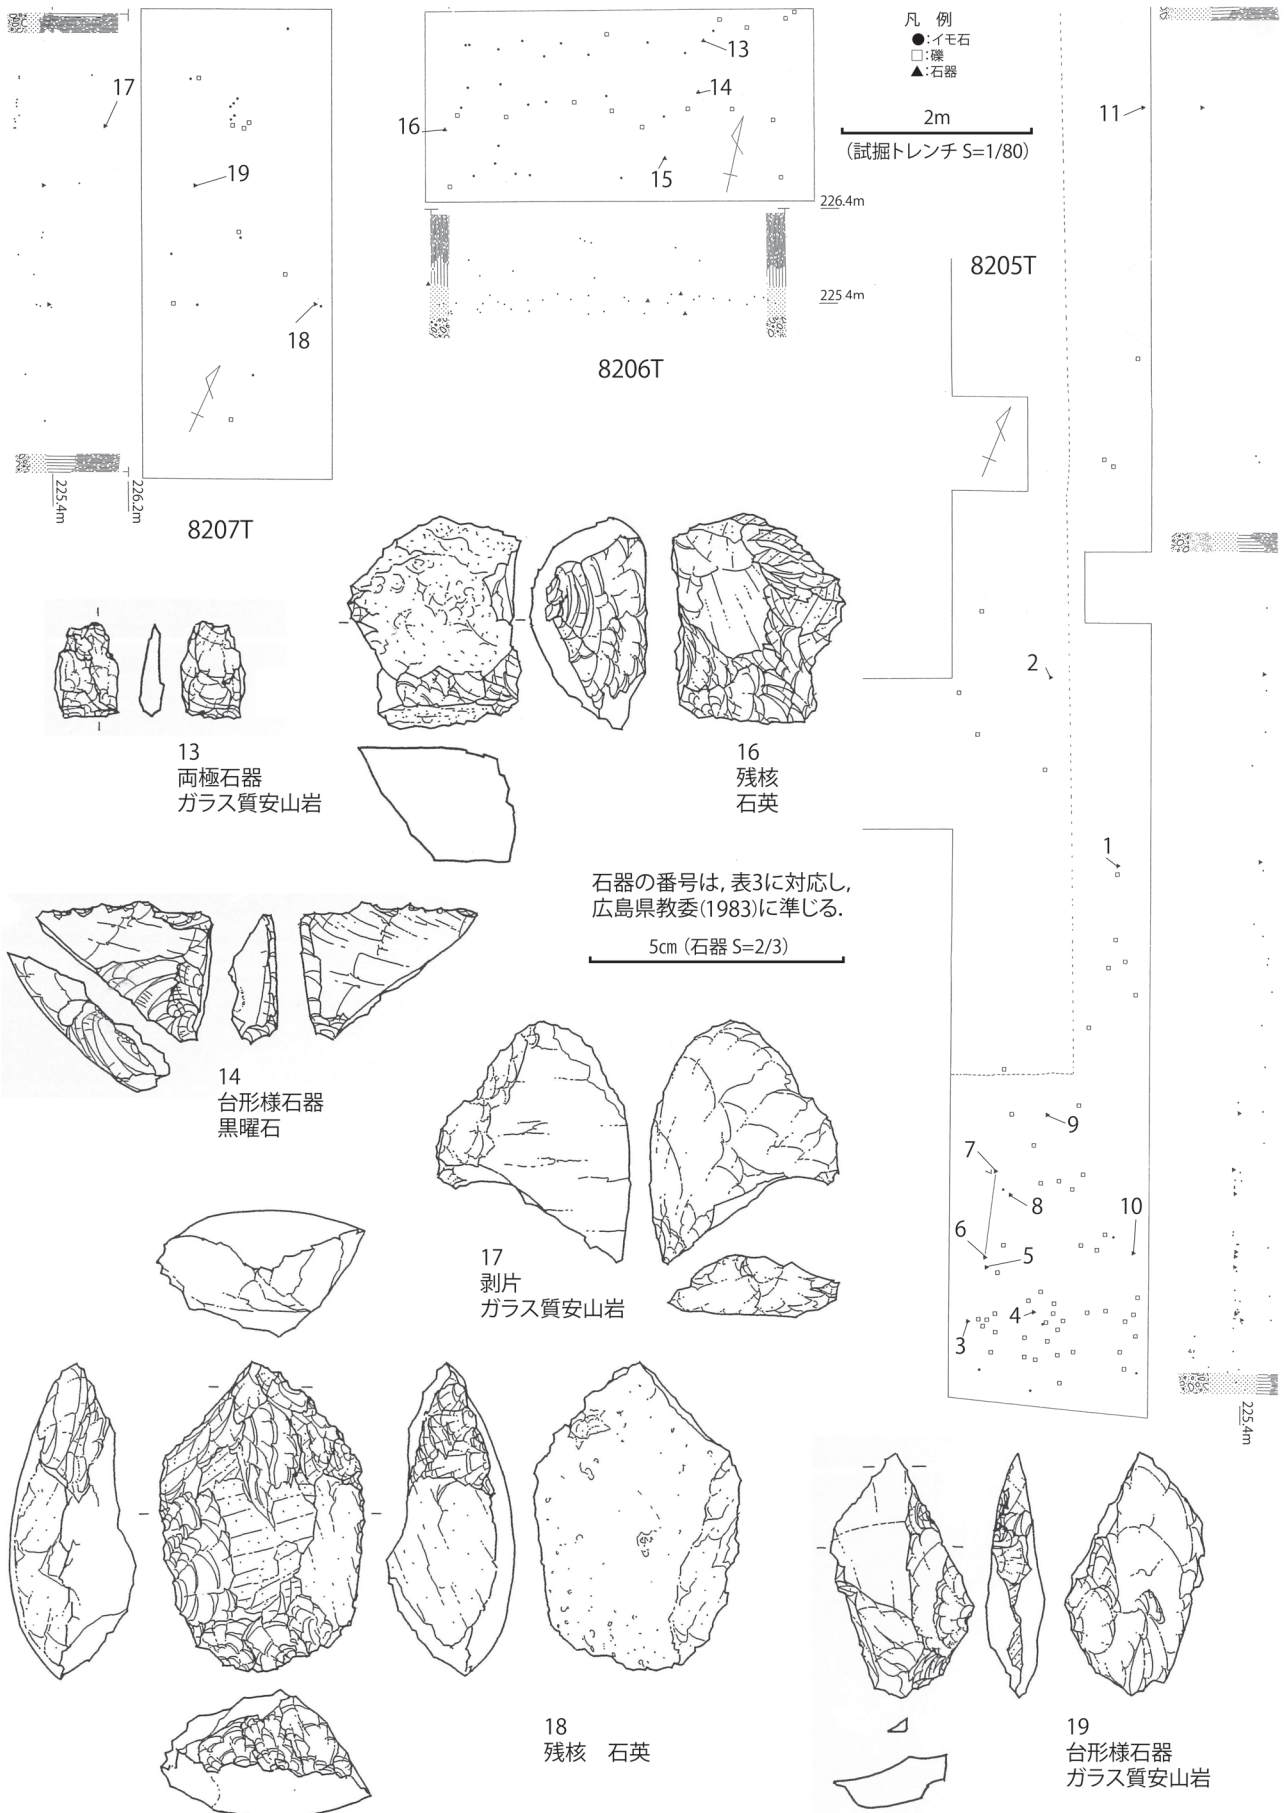 凡 例
●:イモ石
□:礫
▲:石器
2m
(試掘トレンチ S=1/80)
17
19
18
225.4m
226.2m
8207T
13
14
16
15
226.4m
225.4m
8206T
11
8205T
2
1
9
7
8
10
6
5
4
3
225.4m
13
両極石器
ガラス質安山岩
16
残核
石英
石器の番号は, 表3に対応し,
広島県教委(1983)に準じる.
5㎝ (石器 S=2/3)
14
台形様石器
黒曜石
17
剥片
ガラス質安山岩
18
残核 石英
19
台形様石器
ガラス質安山岩